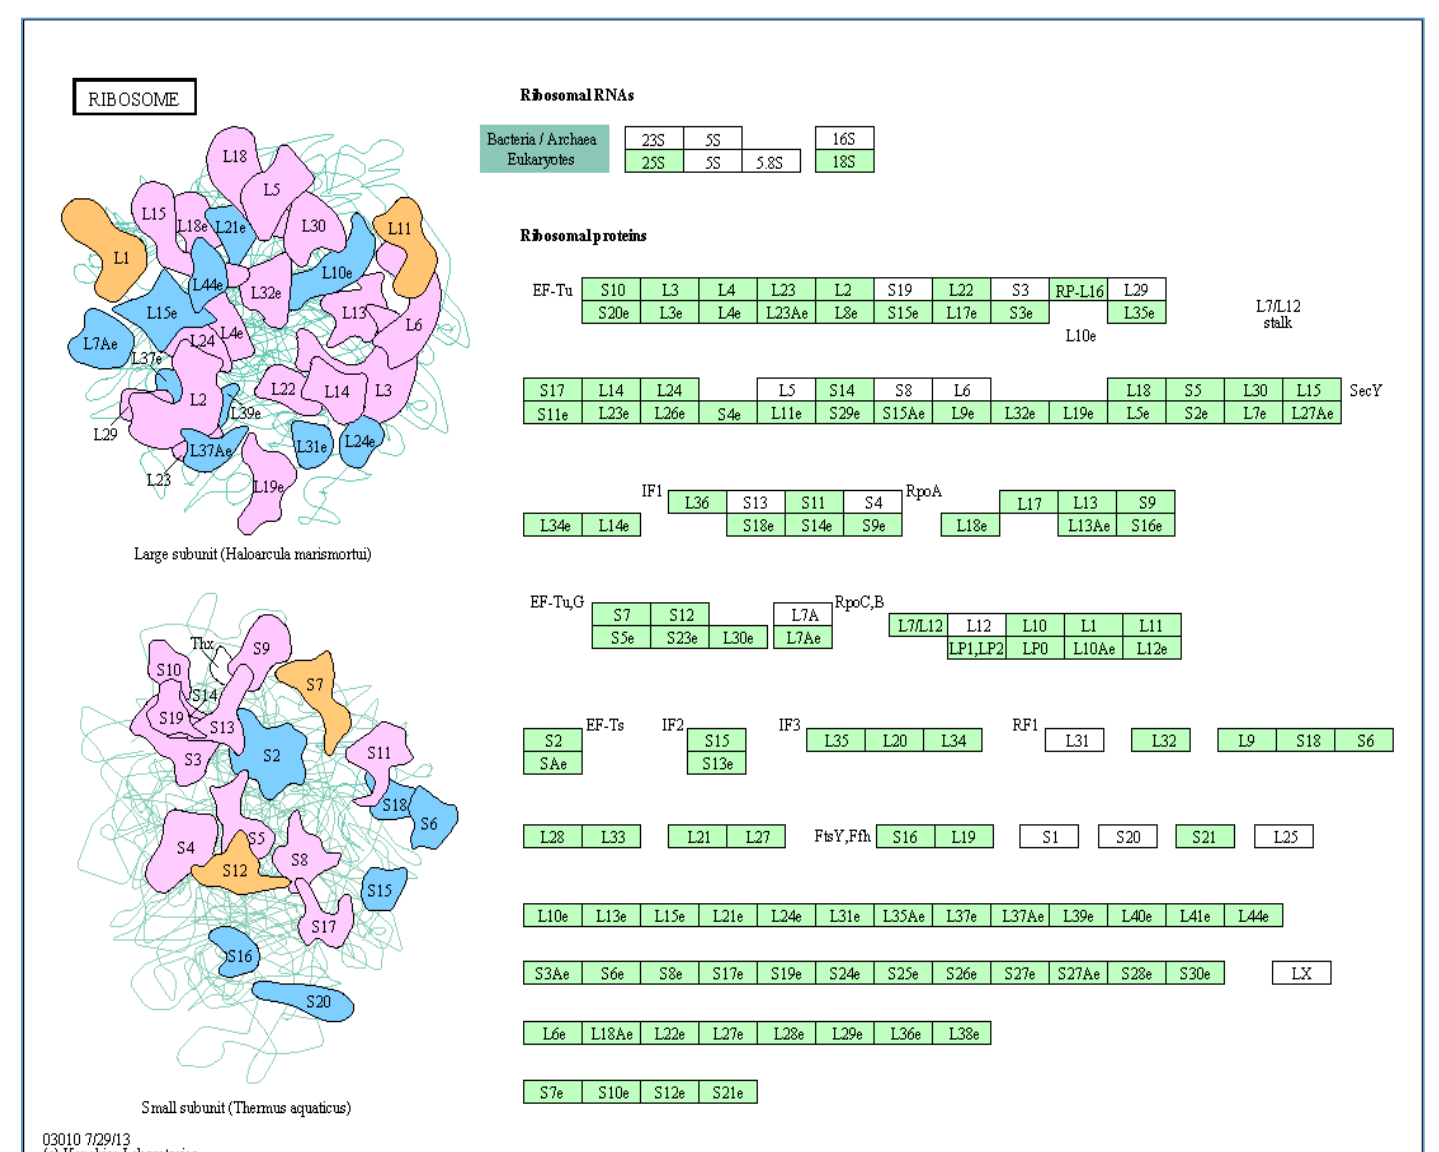 RIBOSOME
Ribosomal RNAs
Bacteria / Archaea 23S 5S 16S
Eukaryotes 25S 5S 5.8S 18S
Ribosomal proteins
EF-Tu S10 L3 L4 L23 L2 S19 L22 S3 RP-L16 L29
S20e L3e L4e L23Ae L8e S15e L17e S3e L35e
L10e
L7/L12
stalk
S17 L14 L24 L5 S14 S8 L6 L18 S5 L30 L15 SecY
S11e L23e L26e S4e L11e S29e S15Ae L9e L32e L19e L5e S2e L7e L27Ae
IF1 L36 S13 S11 S4 RpoA L17 L13 S9
L34e L14e S18e S14e S9e L18e L13Ae S16e
EF-Tu,G S7 S12 L7A RpoC,B L7/L12 L12 L10 L1 L11
S5e S23e L30e L7Ae LP1,LP2 LP0 L10Ae L12e
S2 EF-Ts IF2 S15 IF3 L35 L20 L34 RF1 L31 L32 L9 S18 S6
SAe S13e
L28 L33 L21 L27 FtsY,Ffh S16 L19 S1 S20 S21 L25
L10e L13e L15e L21e L24e L31e L35Ae L37e L37Ae L39e L40e L41e L44e
S3Ae S6e S8e S17e S19e S24e S25e S26e S27e S27Ae S28e S30e LX
L6e L18Ae L22e L27e L28e L29e L36e L38e
S7e S10e S12e S21e
L18
L5
L15
L18e
L21e
L30
L11
L1
L44e
L10e
L32e
L15e
L13
L6
L7Ae
L4e
L24
L37e
L22
L14
L3
L2
L39e
L29
L37Ae
L31e
L24e
L23
L19e
Large subunit (Haloarcula marismortui)
Thx
S9
S10
S7
S14
S19
S13
S2
S11
S3
S18
S6
S5
S4
S8
S12
S15
S17
S16
S20
Small subunit (Thermus aquaticus)
03010 7/29/13